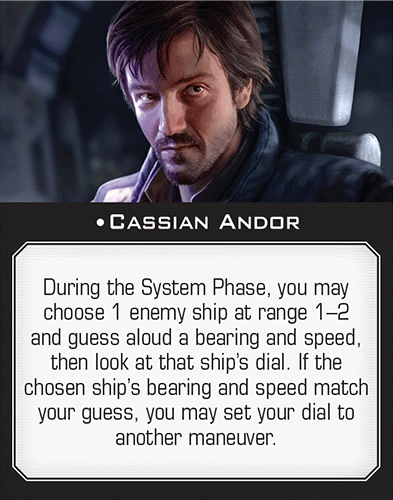 •Cassian Andor
During the System Phase, you may
choose 1 enemy ship at range 1–2
and guess aloud a bearing and speed,
then look at that ship's dial. If the
chosen ship's bearing and speed match
your guess, you may set your dial to
another maneuver.